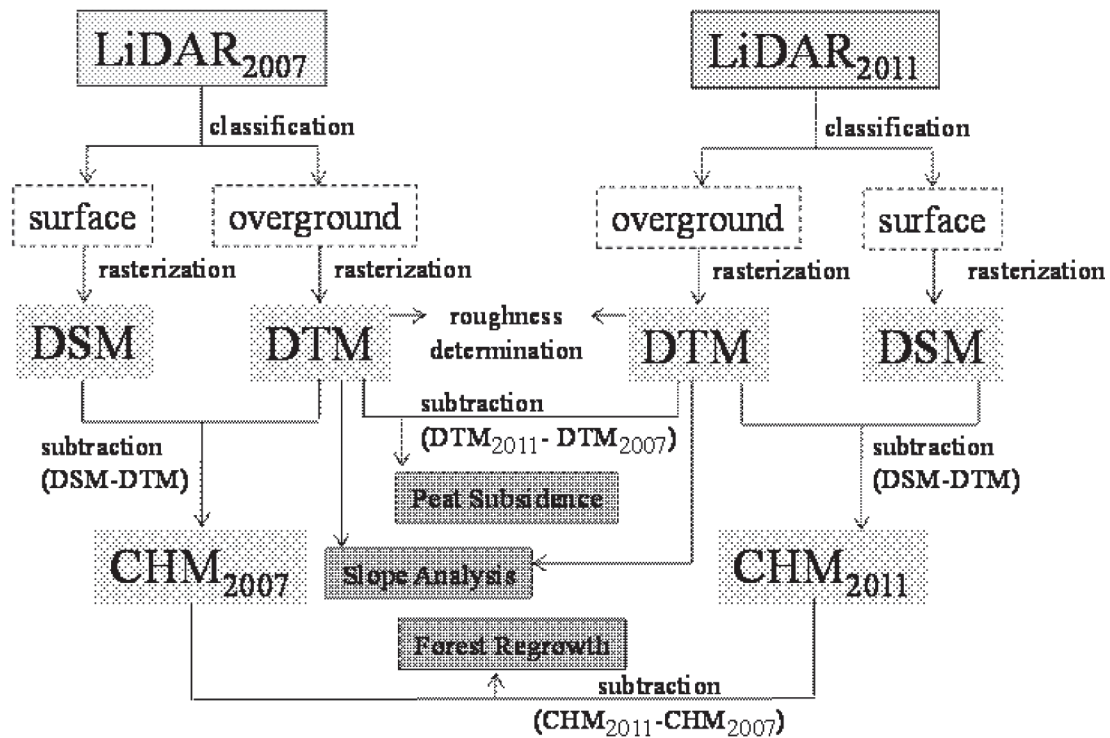 LiDAR2007
LiDAR2011
classification
classification
surface
overground
overground
surface
rasterization
rasterization
rasterization
rasterization
DSM
DTM
roughness
determination
DTM
DSM
subtraction
(DTM2011- DTM2007)
subtraction
(DSM-DTM)
subtraction
(DSM-DTM)
Peat Subsidence
CHM2007
Slope Analysis
CHM2011
Forest Regrowth
subtraction
(CHM2011-CHM2007)